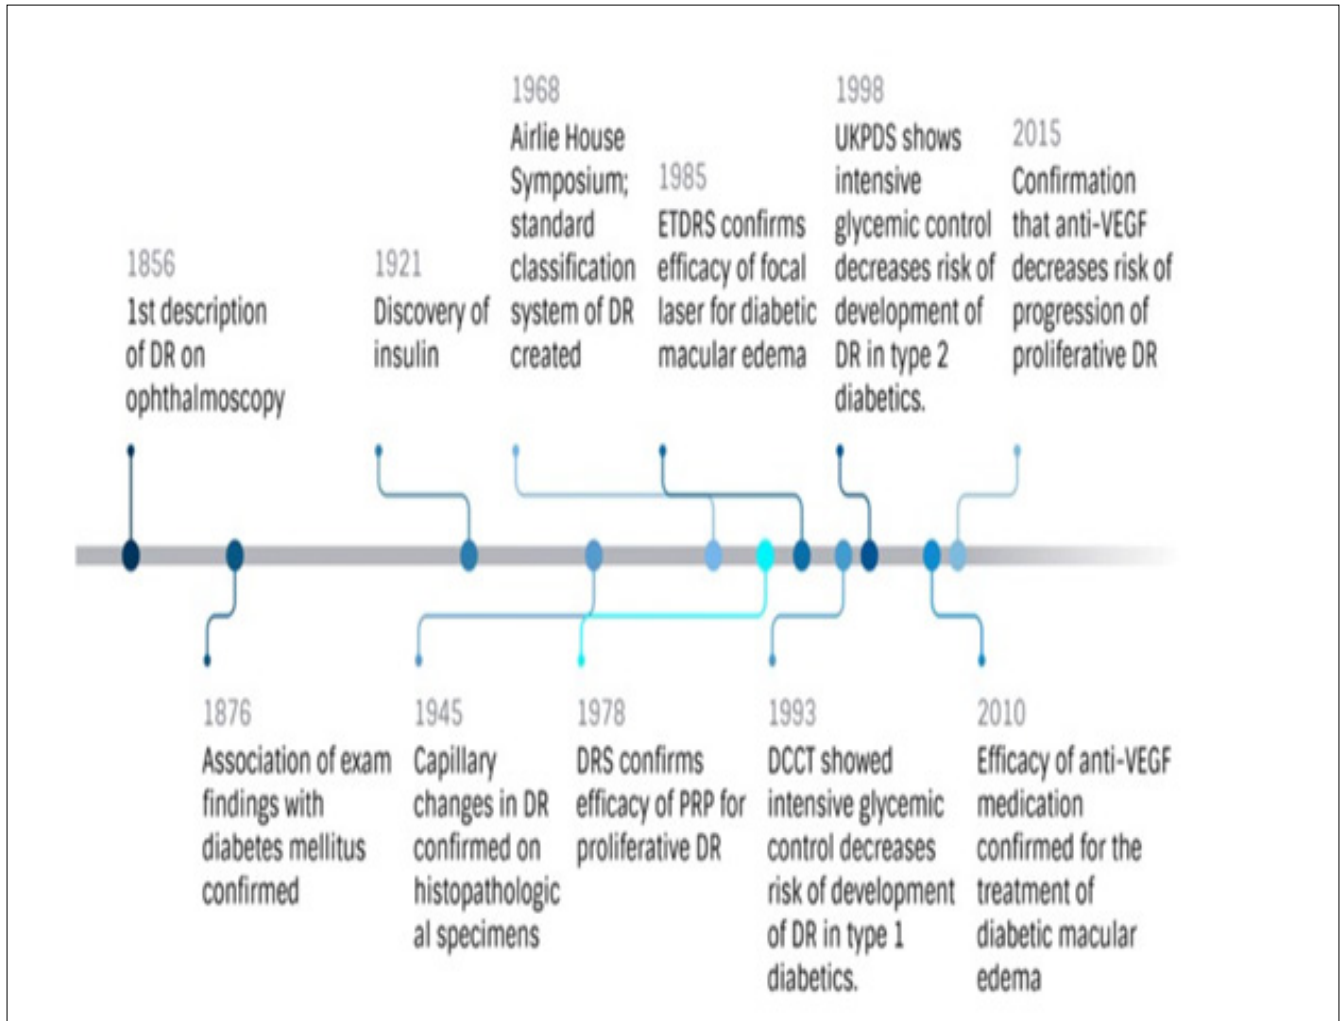 1856
1st description
of DR on
ophthalmoscopy
1921
Discovery of
insulin
1968
Airlie House
Symposium;
standard
classification
system of DR
created
1985
ETDRS confirms
efficacy of focal
laser for diabetic
macular edema
1998
UKPDS shows
intensive
glycemic control
decreases risk of
development of
DR in type 2
diabetics.
2015
Confirmation
that anti-VEGF
decreases risk of
progression of
proliferative DR
1876
Association of exam
findings with
diabetes mellitus
confirmed
1945
Capillary
changes in DR
confirmed on
histopathologic
al specimens
1978
DRS confirms
efficacy of PRP for
proliferative DR
1993
DCCT showed
intensive glycemic
control decreases
risk of development
of DR in type 1
diabetics.
2010
Efficacy of anti-VEGF
medication
confirmed for the
treatment of
diabetic macular
edema